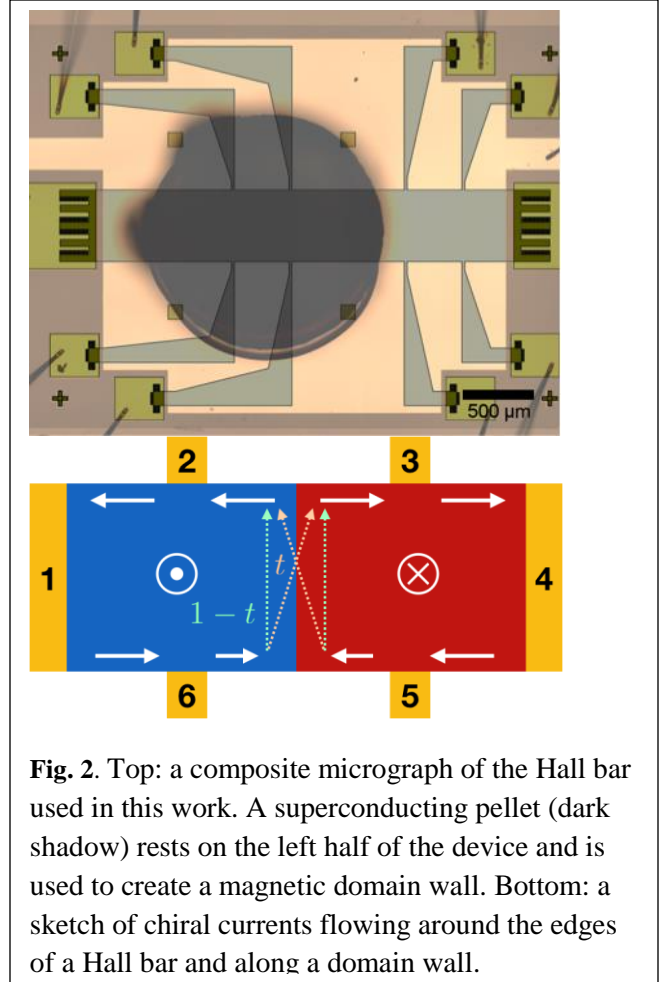 500 µm
2 3
1 t 4
1 − t
6 5
Fig. 2. Top: a composite micrograph of the Hall bar
used in this work. A superconducting pellet (dark
shadow) rests on the left half of the device and is
used to create a magnetic domain wall. Bottom: a
sketch of chiral currents flowing around the edges
of a Hall bar and along a domain wall.